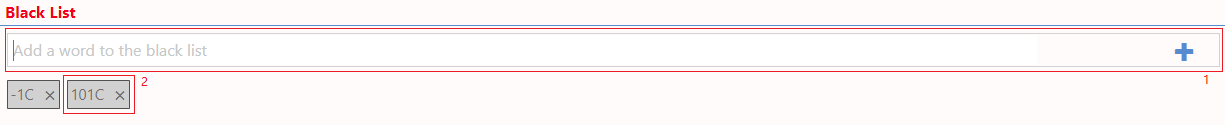 Black List
Add a word to the black list
1
-1C × 101C × 2